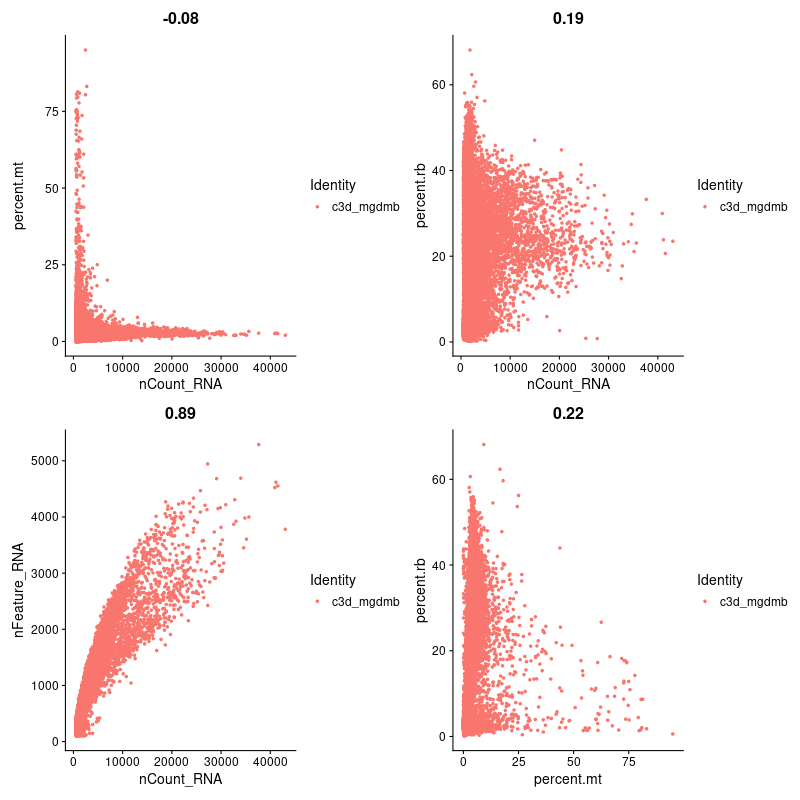 -0.08
percent.mt
75
50
25
0
0 10000 20000 30000 40000
nCount_RNA
Identity
c3d_mgdmb
0.19
percent.rb
60
40
20
0
0 10000 20000 30000 40000
nCount_RNA
Identity
c3d_mgdmb
0.89
nFeature_RNA
5000
4000
3000
2000
1000
0
0 10000 20000 30000 40000
nCount_RNA
Identity
c3d_mgdmb
0.22
percent.rb
60
40
20
0
0 25 50 75
percent.mt
Identity
c3d_mgdmb